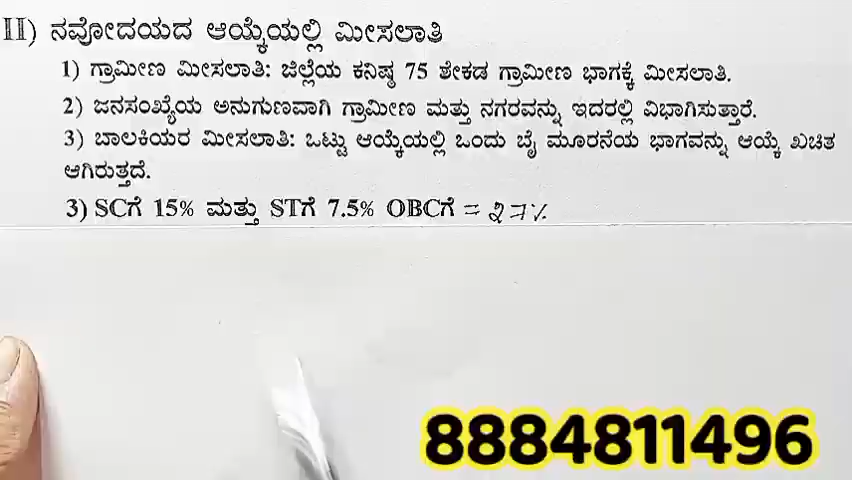 II) ನವೋದಯದ ಆಯ್ಕೆಯಲ್ಲಿ ಮೀಸಲಾತಿ
1) ಗ್ರಾಮೀಣ ಮೀಸಲಾತಿ: ಜಿಲ್ಲೆಯ ಕನಿಷ್ಠ 75 ಶೇಕಡ ಗ್ರಾಮೀಣ ಭಾಗಕ್ಕೆ ಮೀಸಲಾತಿ.
2) ಜನಸಂಖ್ಯೆಯ ಅನುಗುಣವಾಗಿ ಗ್ರಾಮೀಣ ಮತ್ತು ನಗರವನ್ನು ಇದರಲ್ಲಿ ವಿಭಾಗಿಸುತ್ತಾರೆ.
3) ಬಾಲಕಿಯರ ಮೀಸಲಾತಿ: ಒಟ್ಟು ಆಯ್ಕೆಯಲ್ಲಿ ಒಂದು ಬೈ ಮೂರನೆಯ ಭಾಗವನ್ನು ಆಯ್ಕೆ ಖಚಿತ
ಆಗಿರುತ್ತದೆ.
3) SCಗೆ 15% ಮತ್ತು STಗೆ 7.5% OBCಗೆ = 27%
8884811496